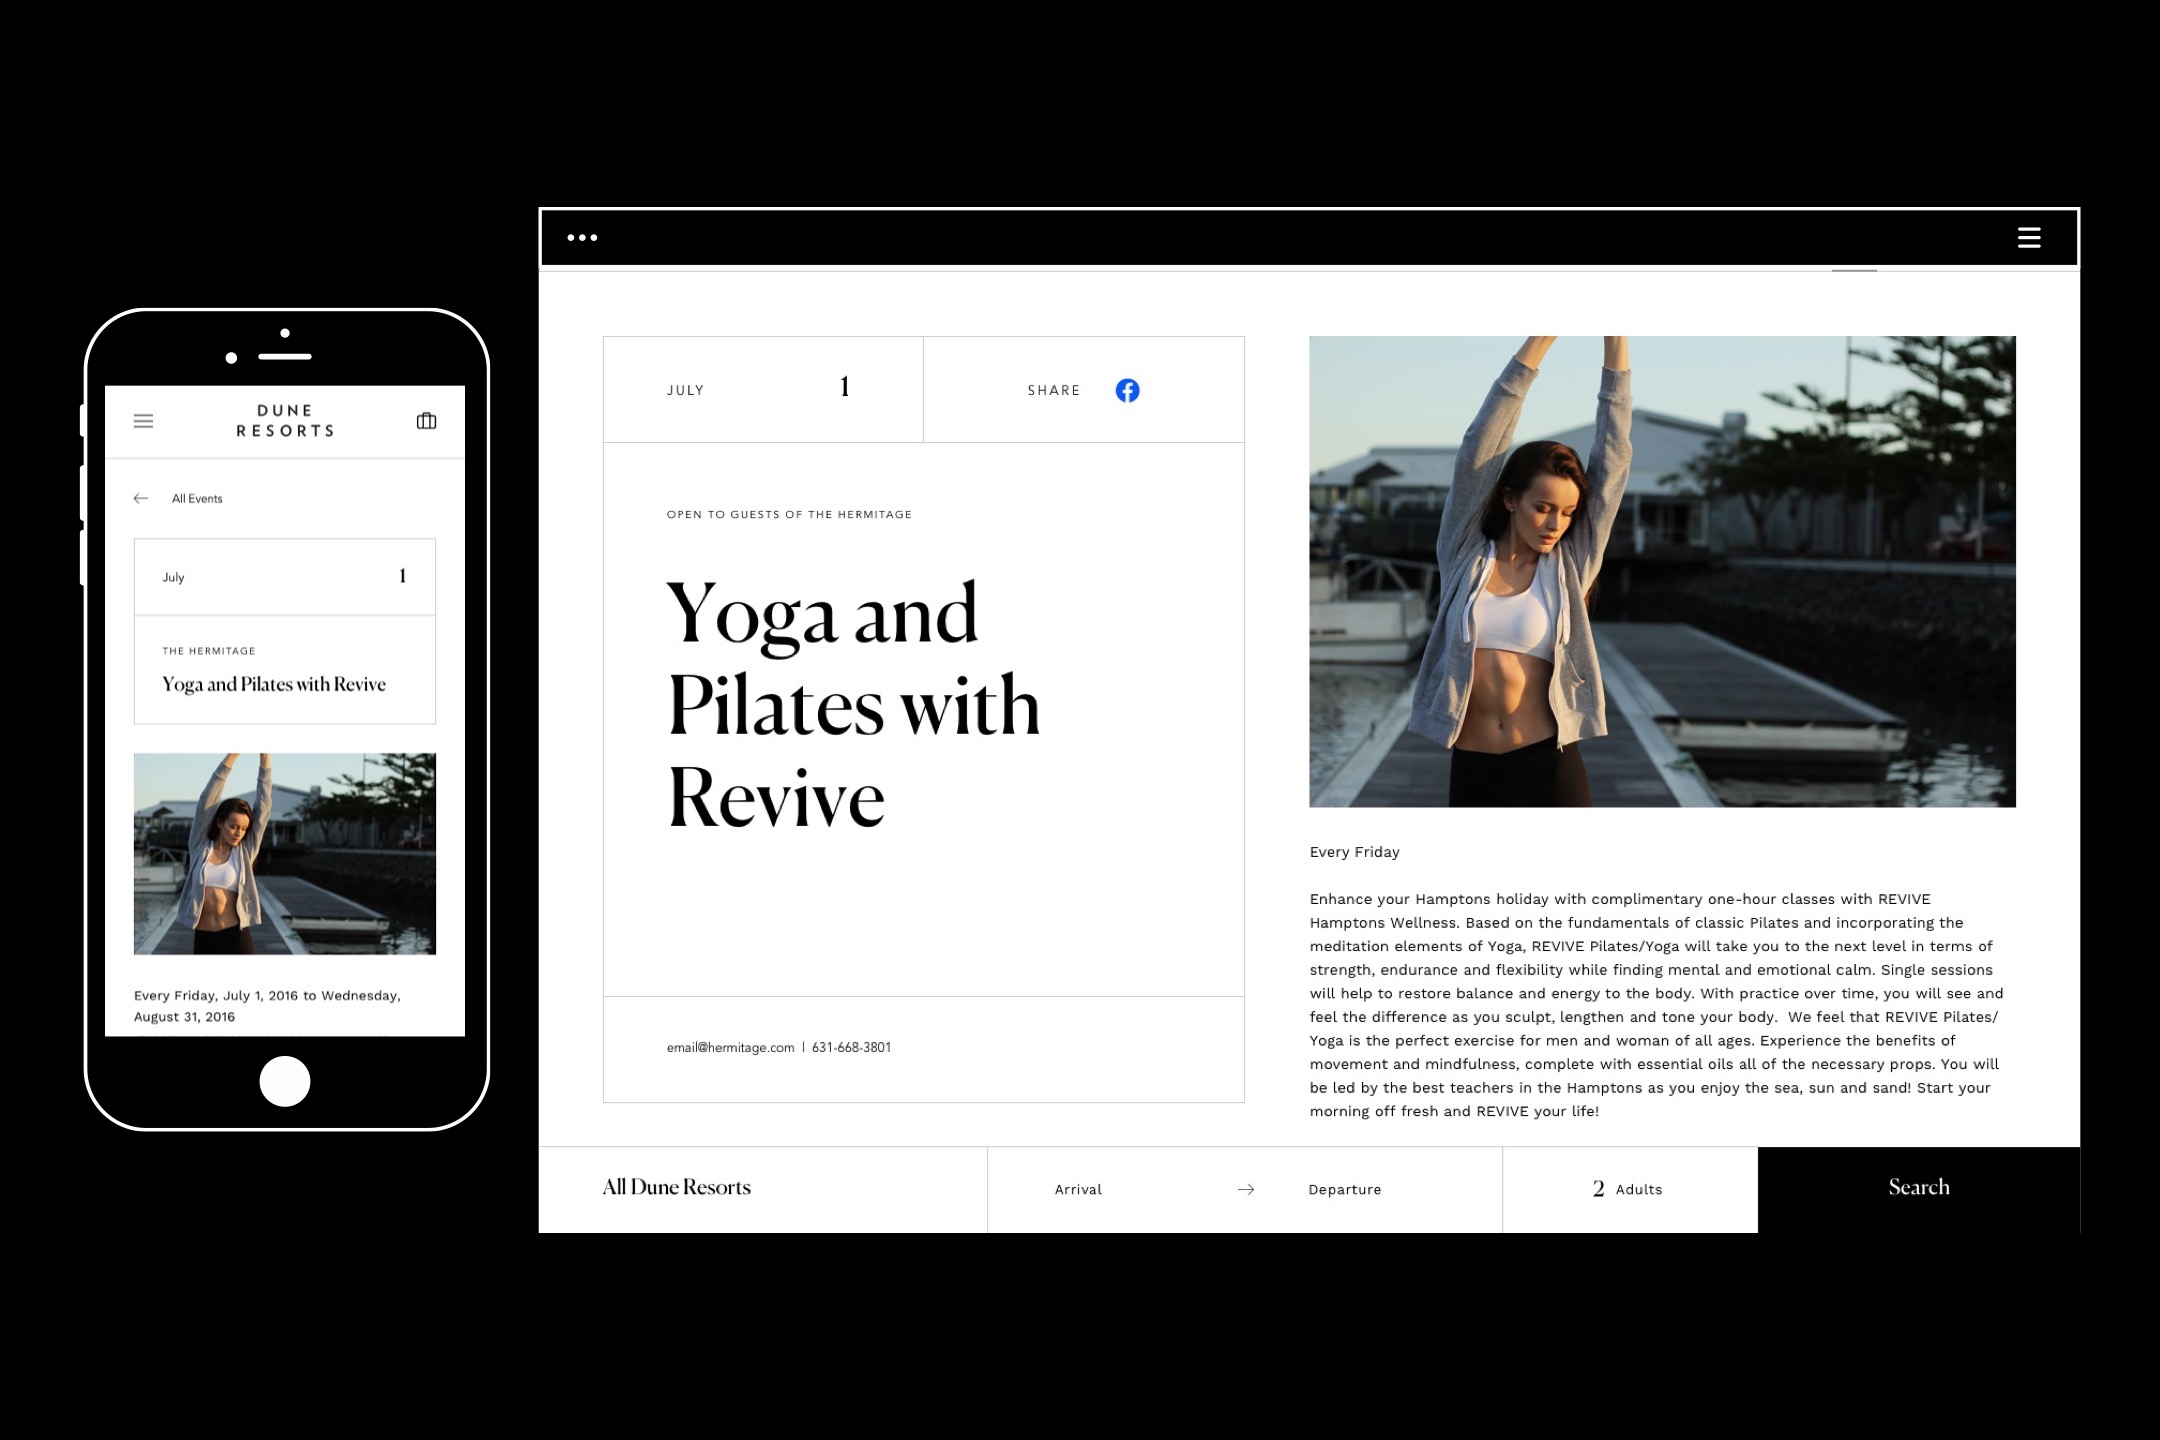 DUNE
RESORTS
All Events
July 1
THE HERMITAGE
Yoga and Pilates with Revive
Every Friday, July 1, 2016 to Wednesday,
August 31, 2016
JULY 1
SHARE
OPEN TO GUESTS OF THE HERMITAGE
Yoga and
Pilates with
Revive
email@hermitage.com | 631-668-3801
Every Friday
Enhance your Hamptons holiday with complimentary one-hour classes with REVIVE
Hamptons Wellness. Based on the fundamentals of classic Pilates and incorporating the
meditation elements of Yoga, REVIVE Pilates/Yoga will take you to the next level in terms of
strength, endurance and flexibility while finding mental and emotional calm. Single sessions
will help to restore balance and energy to the body. With practice over time, you will see and
feel the difference as you sculpt, lengthen and tone your body.  We feel that REVIVE Pilates/
Yoga is the perfect exercise for men and woman of all ages. Experience the benefits of
movement and mindfulness, complete with essential oils all of the necessary props. You will
be led by the best teachers in the Hamptons as you enjoy the sea, sun and sand! Start your
morning off fresh and REVIVE your life!
All Dune Resorts
Arrival → Departure
2 Adults
Search